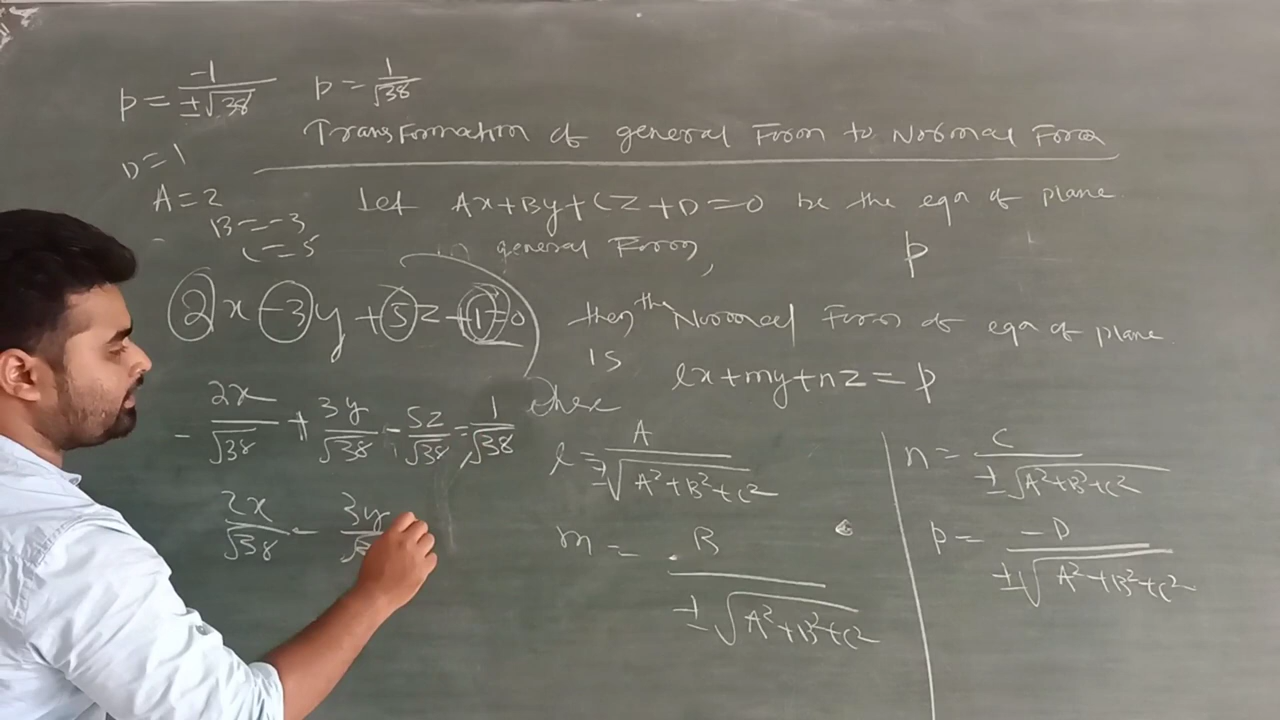 p = -1/±√38 p = 1/√38
Transformation of general Form to Normal Form
D = 1
A = 2
B = -3
C = 5
Let Ax+By+Cz+D=0 be the eqn of plane
in general Form,
p
2x-3y+5z+1=0
then the Normal Form of eqn of plane
is lx+my+nz=p
-2x/√38 + 3y/√38 - 5z/√38 = 1/√38
where
l = A/±√A²+B²+C²
n = C/±√A²+B²+C²
2x/√38 - 3y/√
m = B/±√A²+B²+C²
p = -D/±√A²+B²+C²